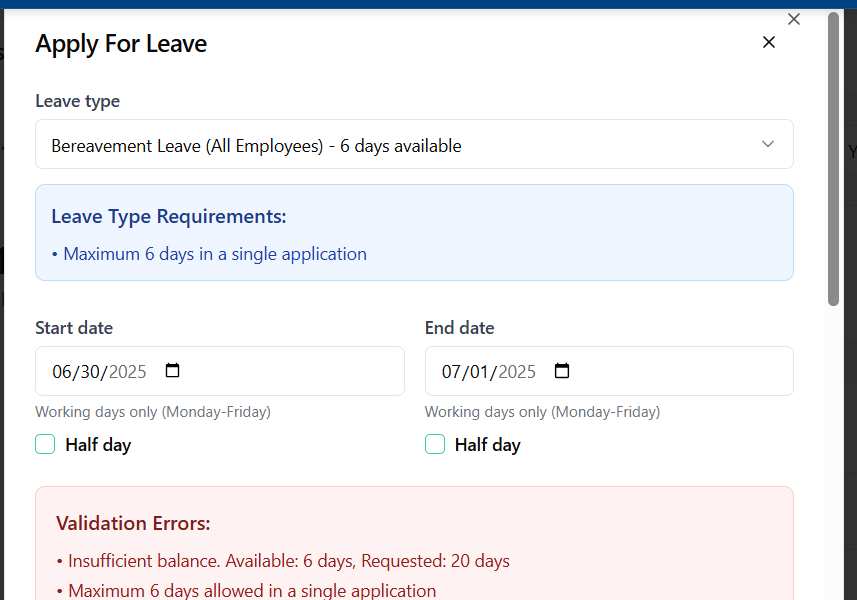 Apply For Leave
Leave type
Bereavement Leave (All Employees) - 6 days available
Leave Type Requirements:
• Maximum 6 days in a single application
Start date
End date
06/30/2025
07/01/2025
Working days only (Monday-Friday)
Working days only (Monday-Friday)
Half day
Half day
Validation Errors:
• Insufficient balance. Available: 6 days, Requested: 20 days
• Maximum 6 days allowed in a single application